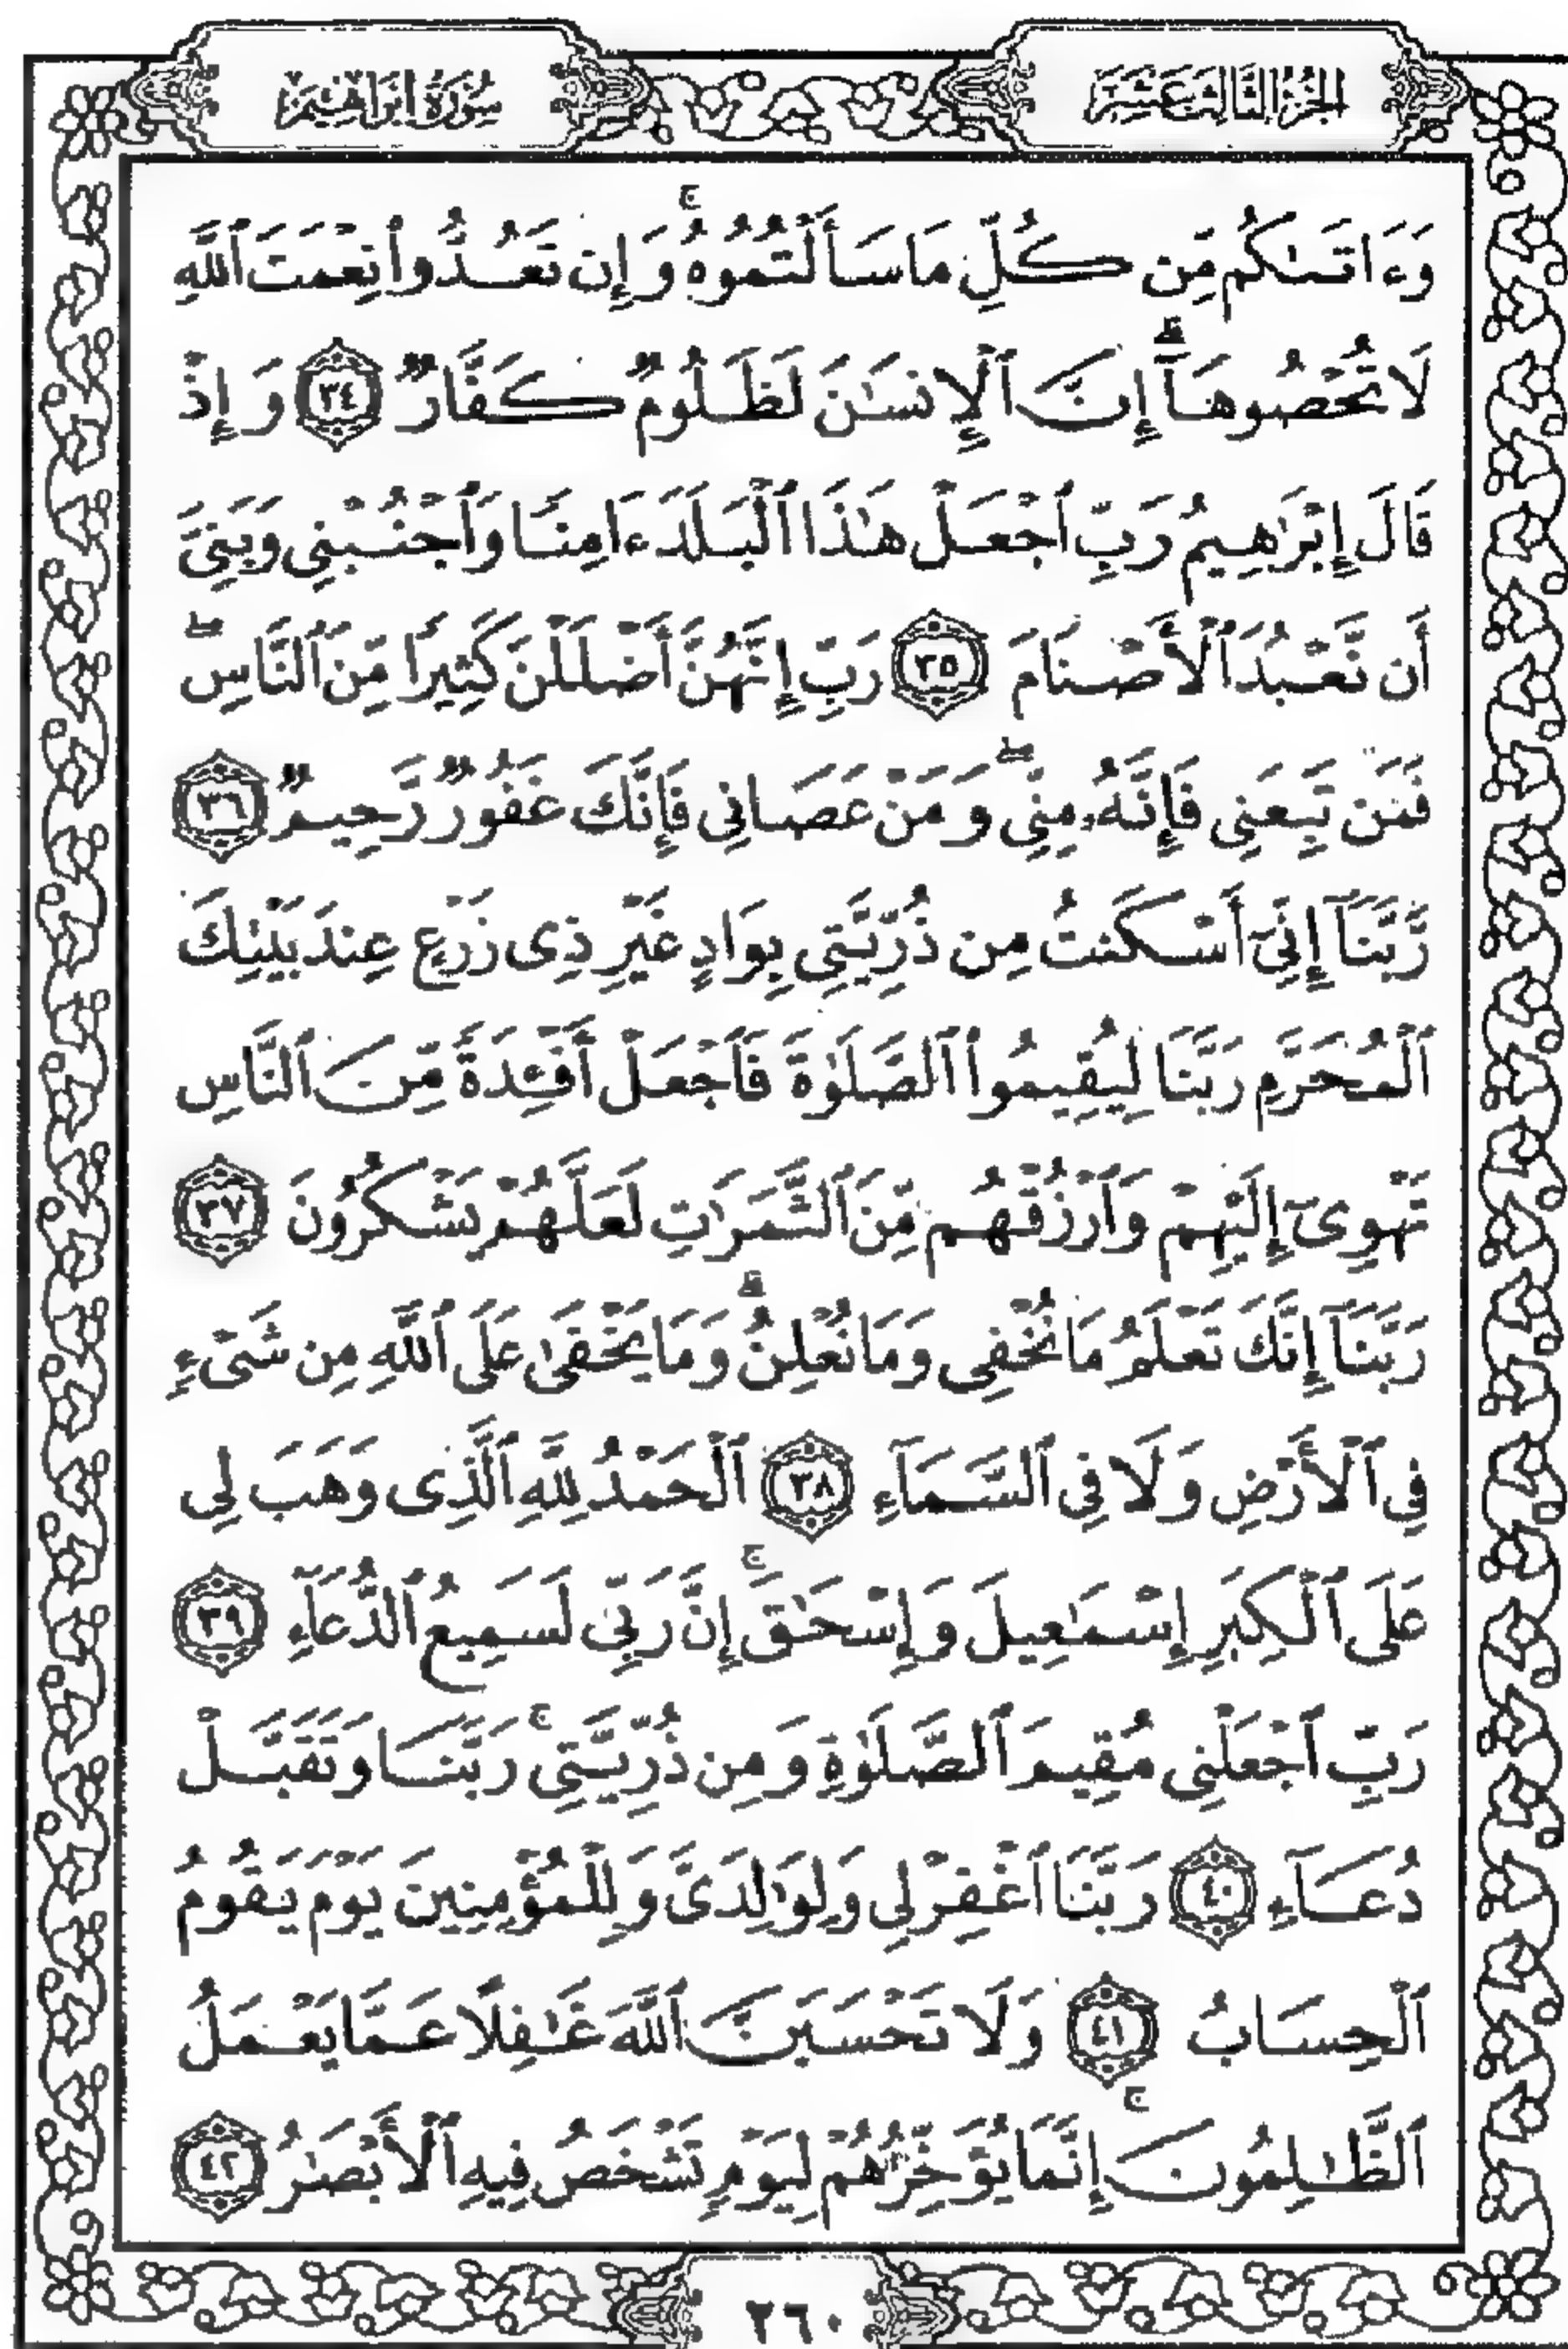 الجزء الثالث عشر
سورة ابراهيم
وَءَاتَىٰكُم مِّن كُلِّ مَا سَأَلْتُمُوهُ ۚ وَإِن تَعُدُّوا۟ نِعْمَتَ ٱللَّهِ
لَا تُحْصُوهَآ ۗ إِنَّ ٱلْإِنسَٰنَ لَظَلُومٌ كَفَّارٌ ٣٤ وَإِذْ
قَالَ إِبْرَٰهِيمُ رَبِّ ٱجْعَلْ هَٰذَا ٱلْبَلَدَ ءَامِنًا وَٱجْنُبْنِى وَبَنِىَّ
أَن نَّعْبُدَ ٱلْأَصْنَامَ ٣٥ رَبِّ إِنَّهُنَّ أَضْلَلْنَ كَثِيرًا مِّنَ ٱلنَّاسِ ۖ
فَمَن تَبِعَنِى فَإِنَّهُۥ مِنِّى ۖ وَمَنْ عَصَانِى فَإِنَّكَ غَفُورٌ رَّحِيمٌ ٣٦
رَّبَّنَآ إِنِّىٓ أَسْكَنتُ مِن ذُرِّيَّتِى بِوَادٍ غَيْرِ ذِى زَرْعٍ عِندَ بَيْتِكَ
ٱلْمُحَرَّمِ رَبَّنَا لِيُقِيمُوا۟ ٱلصَّلَوٰةَ فَٱجْعَلْ أَفْـِٔدَةً مِّنَ ٱلنَّاسِ
تَهْوِىٓ إِلَيْهِمْ وَٱرْزُقْهُم مِّنَ ٱلثَّمَرَٰتِ لَعَلَّهُمْ يَشْكُرُونَ ٣٧
رَبَّنَآ إِنَّكَ تَعْلَمُ مَا نُخْفِى وَمَا نُعْلِنُ ۗ وَمَا يَخْفَىٰ عَلَى ٱللَّهِ مِن شَىْءٍ
فِى ٱلْأَرْضِ وَلَا فِى ٱلسَّمَآءِ ٣٨ ٱلْحَمْدُ لِلَّهِ ٱلَّذِى وَهَبَ لِى
عَلَى ٱلْكِبَرِ إِسْمَٰعِيلَ وَإِسْحَٰقَ ۚ إِنَّ رَبِّى لَسَمِيعُ ٱلدُّعَآءِ ٣٩
رَبِّ ٱجْعَلْنِى مُقِيمَ ٱلصَّلَوٰةِ وَمِن ذُرِّيَّتِى ۚ رَبَّنَا وَتَقَبَّلْ
دُعَآءِ ٤٠ رَبَّنَا ٱغْفِرْ لِى وَلِوَٰلِدَىَّ وَلِلْمُؤْمِنِينَ يَوْمَ يَقُومُ
ٱلْحِسَابُ ٤١ وَلَا تَحْسَبَنَّ ٱللَّهَ غَٰفِلًا عَمَّا يَعْمَلُ
ٱلظَّٰلِمُونَ ۚ إِنَّمَا يُؤَخِّرُهُمْ لِيَوْمٍ تَشْخَصُ فِيهِ ٱلْأَبْصَٰرُ ٤٢
٢٦٠